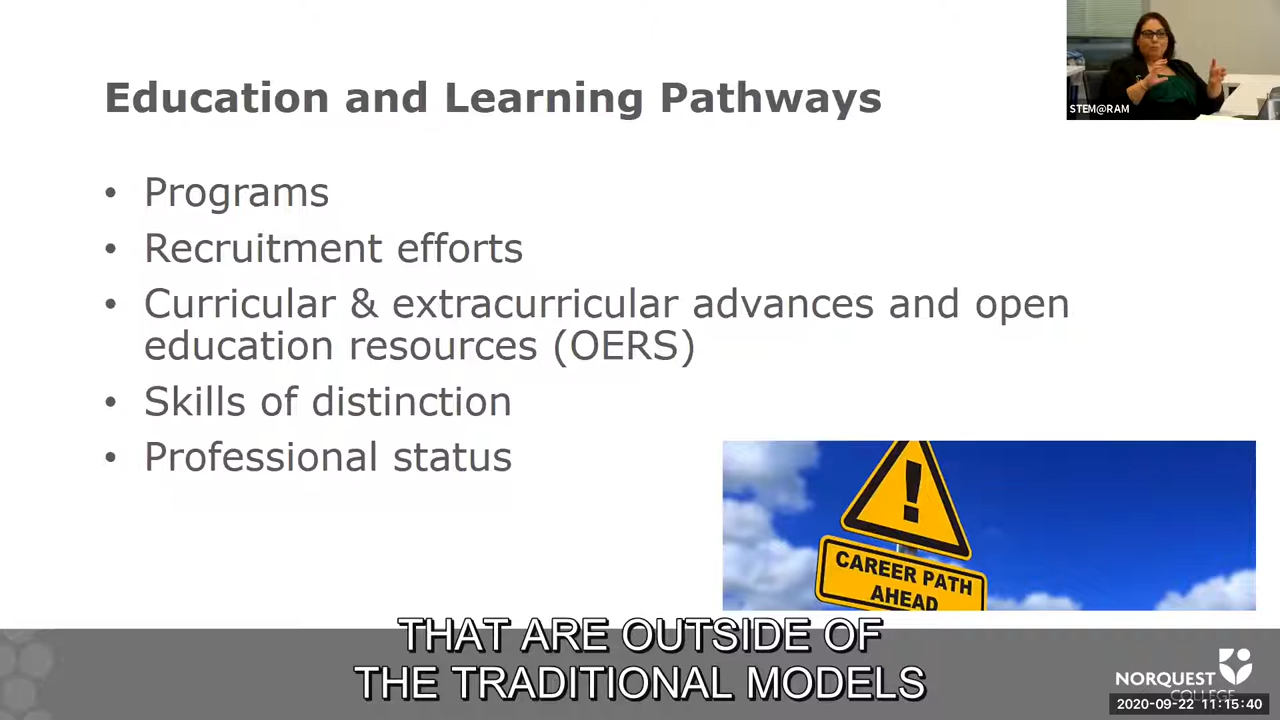 Education and Learning Pathways
STEM@RAM
• Programs
• Recruitment efforts
• Curricular & extracurricular advances and open
education resources (OERS)
• Skills of distinction
• Professional status
CAREER PATH
AHEAD
THAT ARE OUTSIDE OF
THE TRADITIONAL MODELS
NORQUEST
COLLEGE
2020-09-22 11:15:40